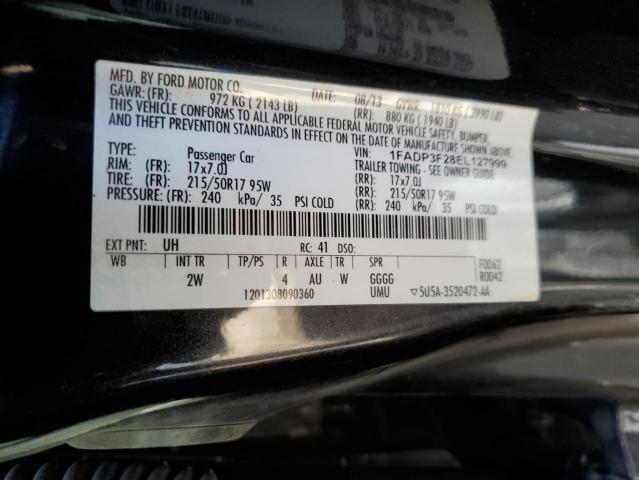 MFD. BY FORD MOTOR CO. DATE: 08/13 GVWR:
GAWR: (FR): 972 KG ( 2143 LB) (RR): 880 KG ( 1940 LB)
THIS VEHICLE CONFORMS TO ALL APPLICABLE FEDERAL MOTOR VEHICLE SAFETY, BUMPER,
AND THEFT PREVENTION STANDARDS IN EFFECT ON THE DATE OF MANUFACTURE SHOWN ABOVE.
VIN: 1FADP3F28EL127999
TYPE: Passenger Car TRAILER TOWING - SEE OWNERS GUIDE
RIM: (FR): 17x7.0J (RR): 17x7.0J
TIRE: (FR): 215/50R17 95W (RR): 215/50R17 95W
PRESSURE: (FR): 240 kPa/ 35 PSI COLD (RR): 240 kPa/ 35 PSI COLD
EXT PNT: UH RC: 41 DSO: F0062
WB INT TR TP/PS R AXLE TR SPR R0042
2W 4 AU W GGGG
1201308090360 UMU ▽5U5A-3520472-AA